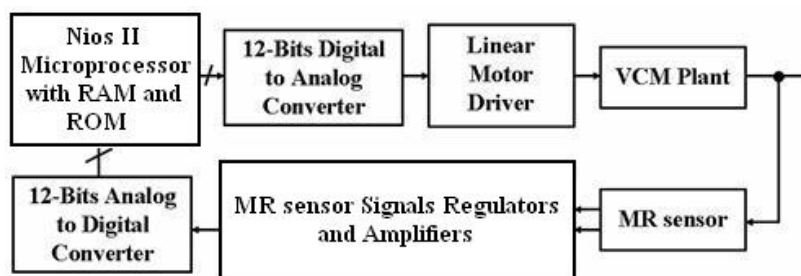 Nios II
Microprocessor
with RAM and
ROM
12-Bits Digital
to Analog
Converter
Linear
Motor
Driver
VCM Plant
12-Bits Analog
to Digital
Converter
MR sensor Signals Regulators
and Amplifiers
MR sensor